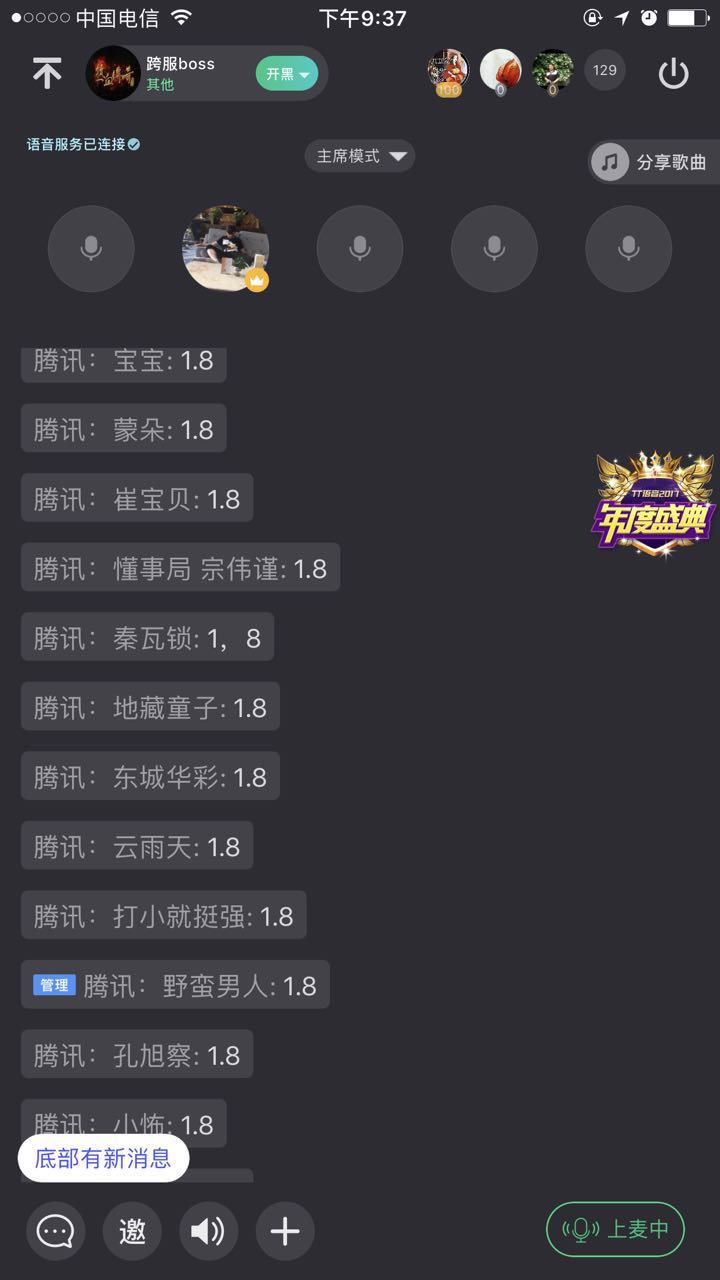 中国电信 下午9:37
跨服boss
其他
开黑
100 0 0 129
语音服务已连接
主席模式
分享歌曲
腾讯：宝宝: 1.8
腾讯：蒙朵: 1.8
腾讯：崔宝贝: 1.8
TT语音2017
年度盛典
腾讯：懂事局 宗伟谨: 1.8
腾讯：秦瓦锁: 1，8
腾讯：地藏童子: 1.8
腾讯：东城华彩: 1.8
腾讯：云雨天: 1.8
腾讯：打小就挺强: 1.8
管理 腾讯：野蛮男人: 1.8
腾讯：孔旭察: 1.8
腾讯：小怖: 1.8
底部有新消息
邀
上麦中